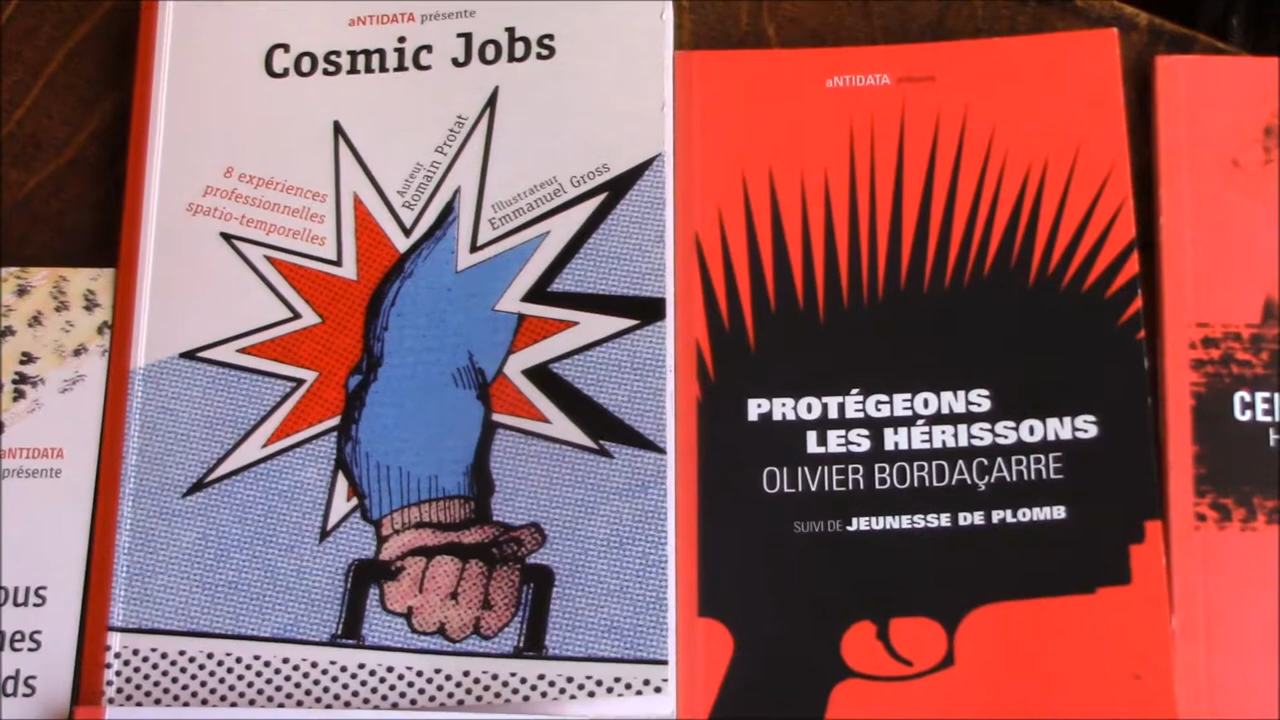 aNTIDATA
présente
aNTIDATA présente
Cosmic Jobs
8 expériences
professionnelles
spatio-temporelles
Auteur
Romain Protat
Illustrateur
Emmanuel Gross
aNTIDATA présente
PROTÉGEONS
LES HÉRISSONS
OLIVIER BORDAÇARRE
SUIVI DE JEUNESSE DE PLOMB